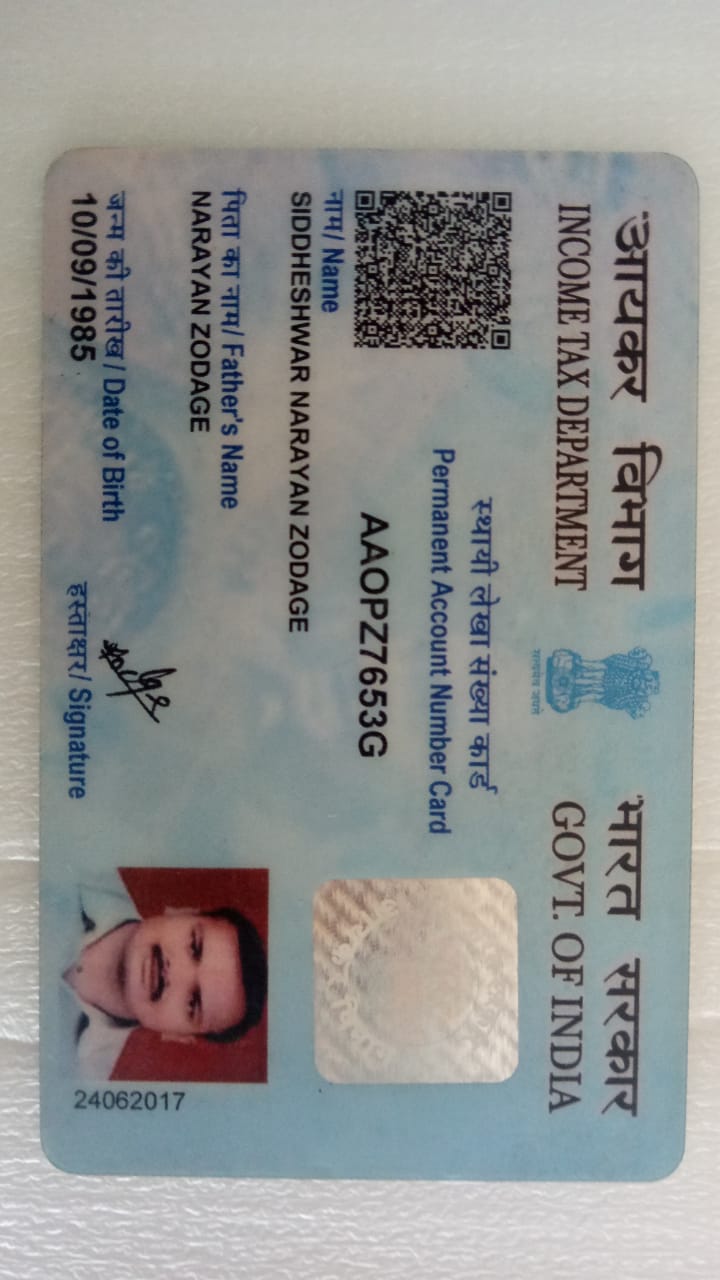 आयकर विभाग
INCOME TAX DEPARTMENT
सत्यमेव जयते
भारत सरकार
GOVT. OF INDIA
स्थायी लेखा संख्या कार्ड
Permanent Account Number Card
AAOPZ7653G
नाम/ Name
SIDDHESHWAR NARAYAN ZODAGE
पिता का नाम/ Father's Name
NARAYAN ZODAGE
जन्म की तारीख / Date of Birth
10/09/1985
हस्ताक्षर/ Signature
24062017